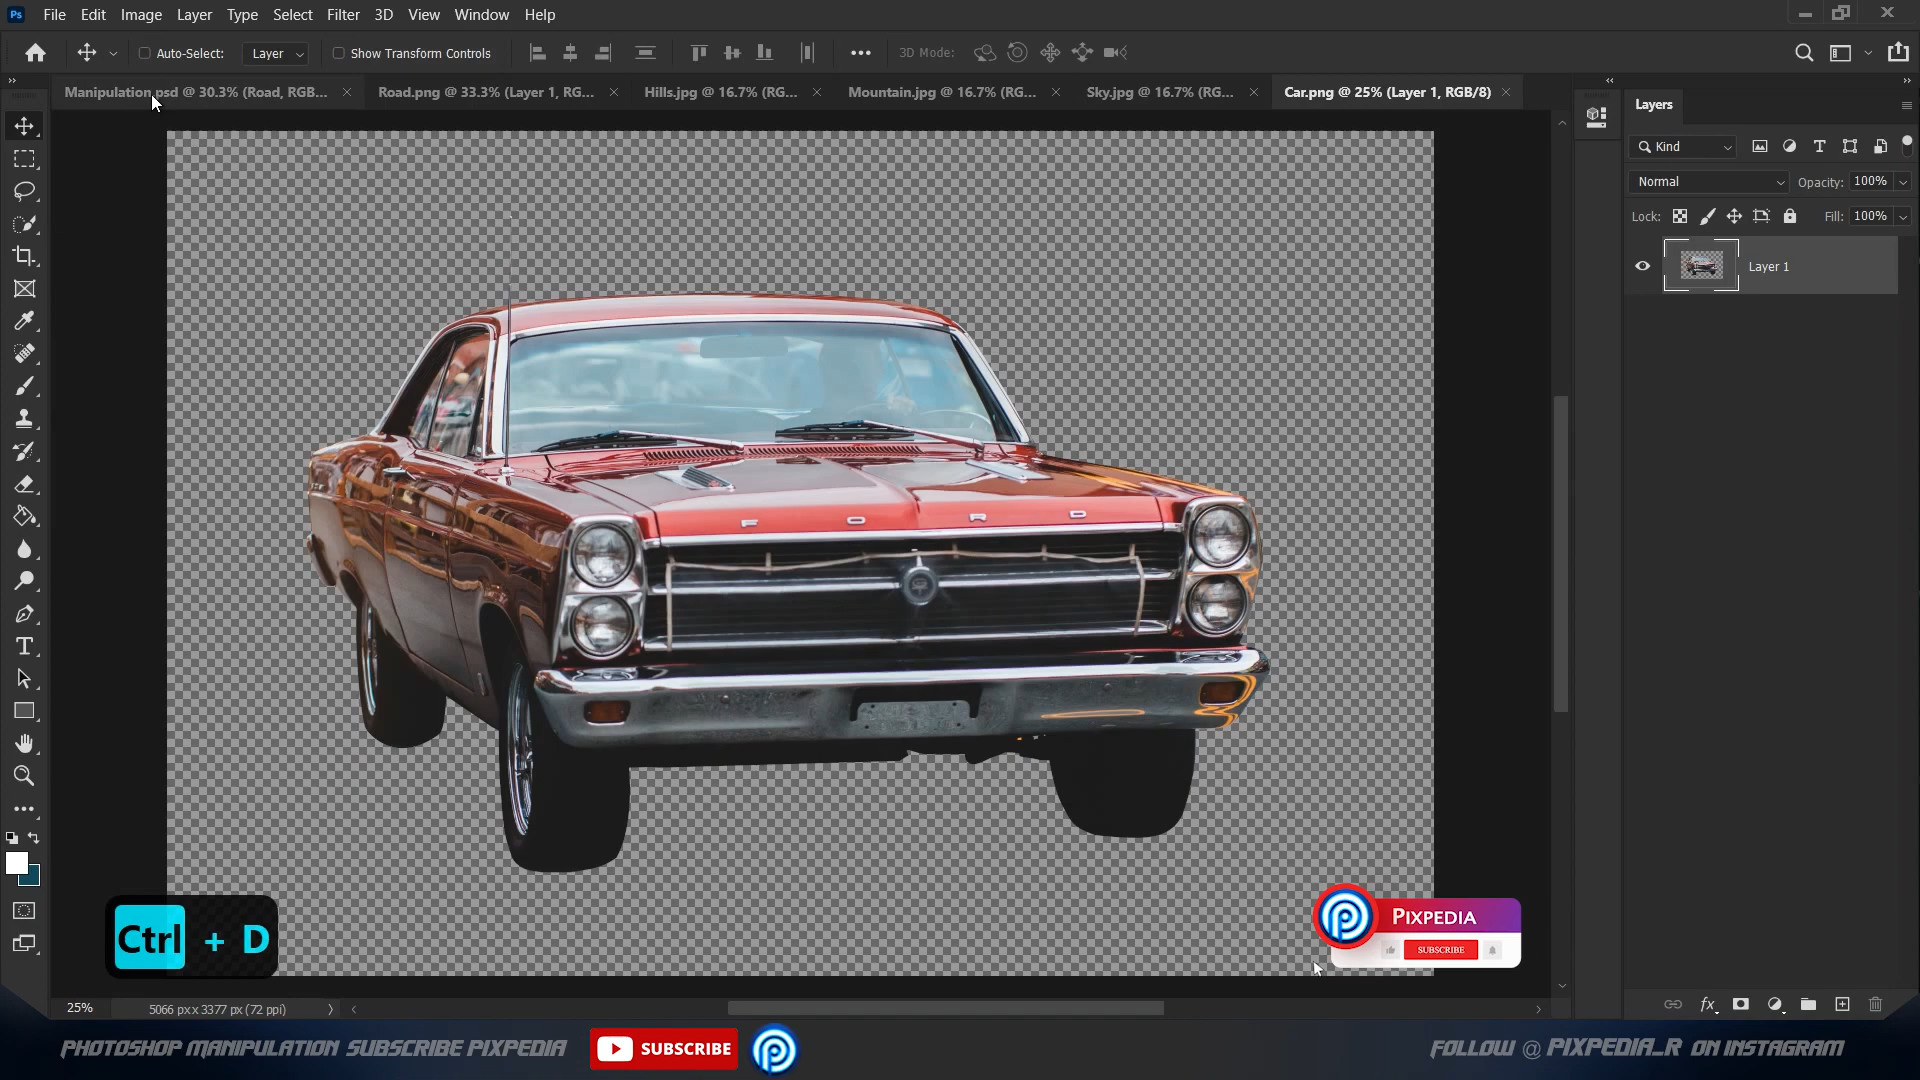 Ps File Edit Image Layer Type Select Filter 3D View Window Help
Auto-Select: Layer Show Transform Controls 3D Mode:
Manipulation.psd @ 30.3% (Road, RGB... Road.png @ 33.3% (Layer 1, RG... Hills.jpg @ 16.7% (RG... Mountain.jpg @ 16.7% (RG... Sky.jpg @ 16.7% (RG... Car.png @ 25% (Layer 1, RGB/8)
Layers
Kind
Normal Opacity: 100%
Lock: Fill: 100%
Layer 1
FORD
Ctrl + D
PIXPEDIA
SUBSCRIBE
25% 5066 px x 3377 px (72 ppi)
fx
PHOTOSHOP MANIPULATION SUBSCRIBE PIXPEDIA SUBSCRIBE FOLLOW @ PIXPEDIA_R ON INSTAGRAM